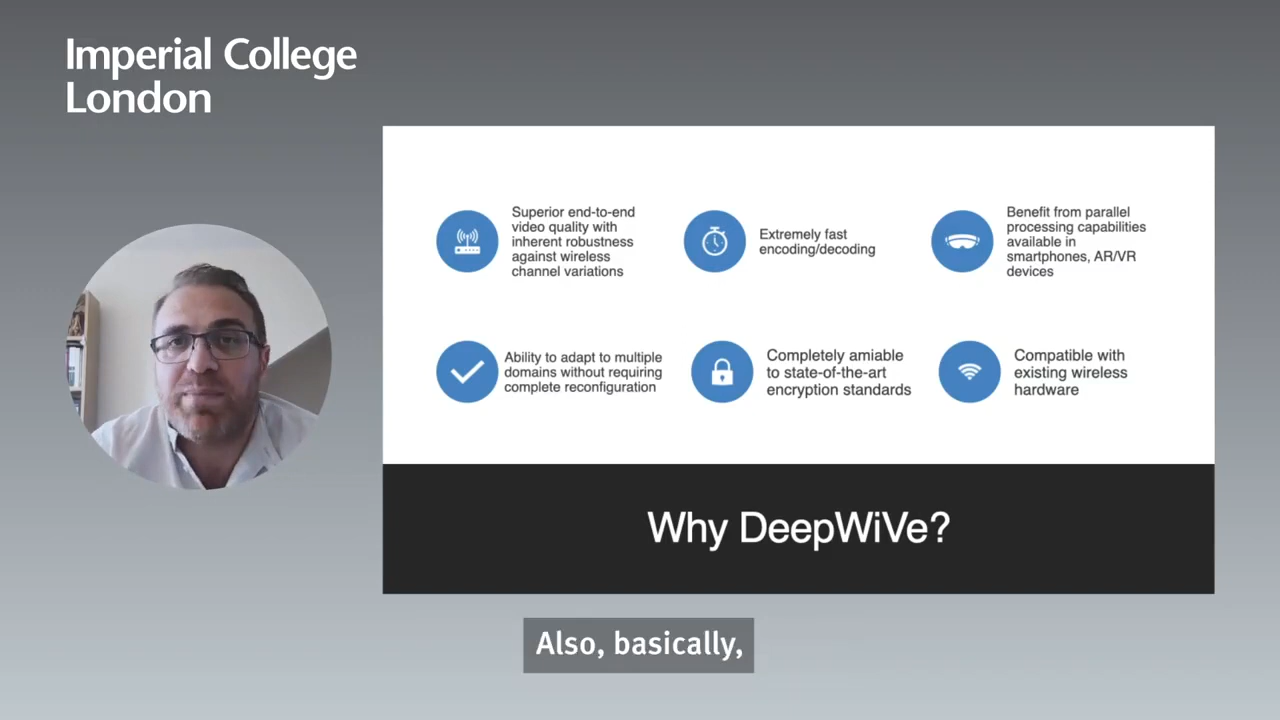 Imperial College
London
Superior end-to-end
video quality with
inherent robustness
against wireless
channel variations
Extremely fast
encoding/decoding
Benefit from parallel
processing capabilities
available in
smartphones, AR/VR
devices
Ability to adapt to multiple
domains without requiring
complete reconfiguration
Completely amiable
to state-of-the-art
encryption standards
Compatible with
existing wireless
hardware
Why DeepWiVe?
Also, basically,